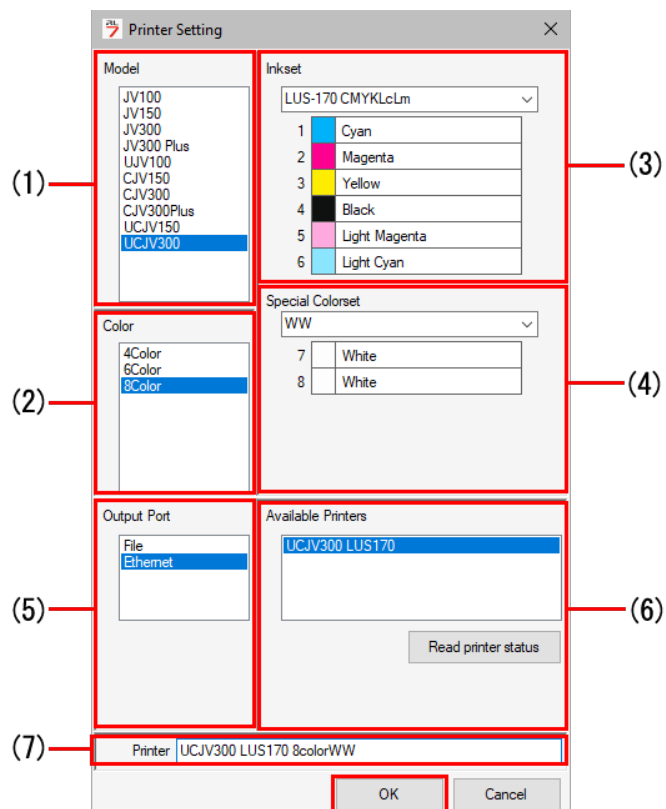 RL 7 Printer Setting
Model
JV100
JV150
JV300
JV300 Plus
UJV100
CJV150
CJV300
CJV300Plus
UCJV150
UCJV300
(1)
Inkset
LUS-170 CMYKLcLm
1 Cyan
2 Magenta
3 Yellow
4 Black
5 Light Magenta
6 Light Cyan
(3)
Color
4Color
6Color
8Color
(2)
Special Colorset
WW
7 White
8 White
(4)
Output Port
File
Ethernet
(5)
Available Printers
UCJV300 LUS170
Read printer status
(6)
(7)
Printer UCJV300 LUS170 8colorWW
OK Cancel